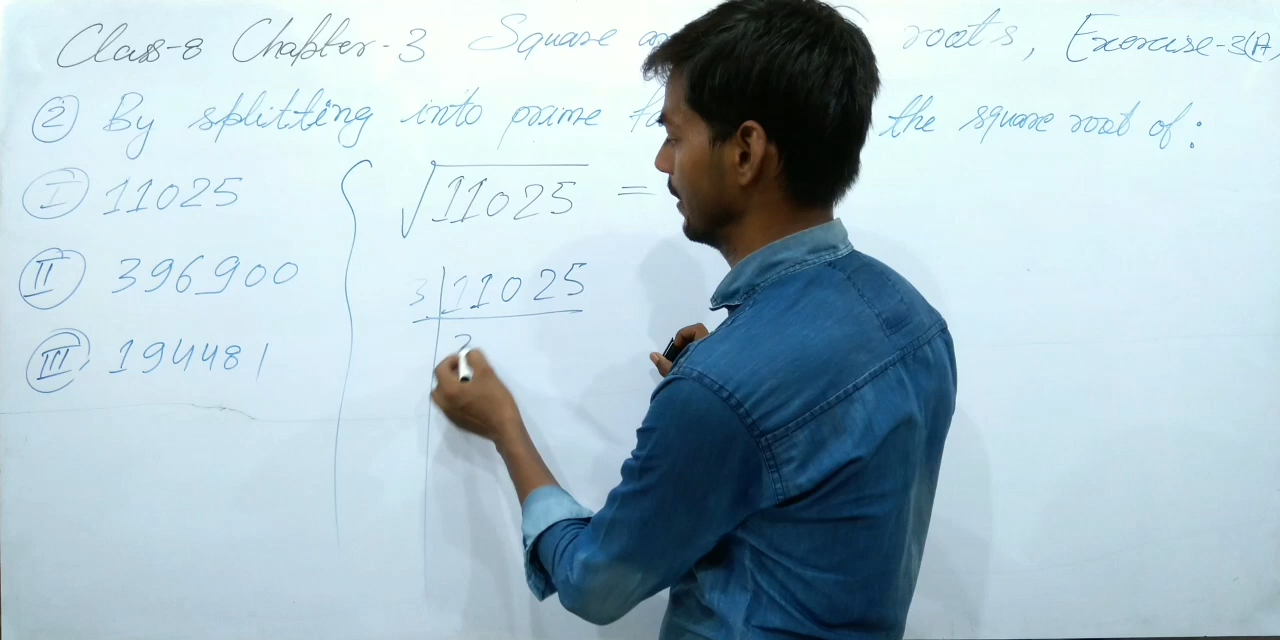 Class-8 Chapter-3 Square roots, Exercise-3(A)
② By splitting into prime the square root of:
Ⅰ 11025
Ⅱ 396900
Ⅲ 194481
√11025 =
3 | 11025
3